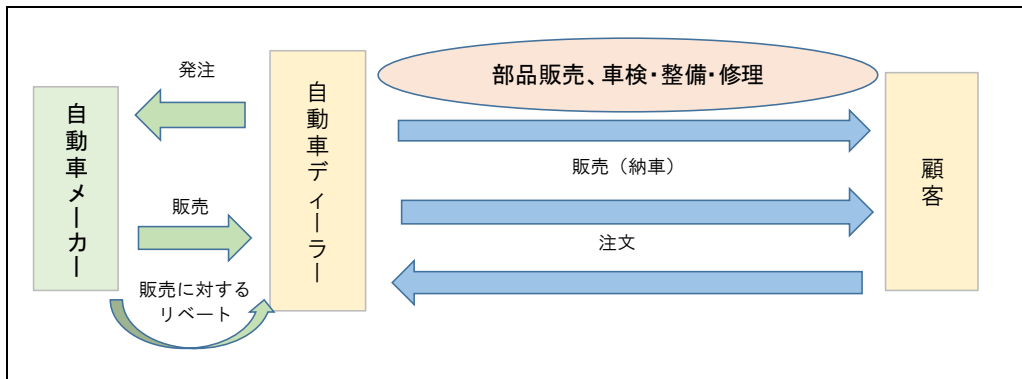 発注
部品販売、車検・整備・修理
自動車メーカー
自動車ディーラー
販売（納車）
顧客
販売
注文
販売に対する
リベート